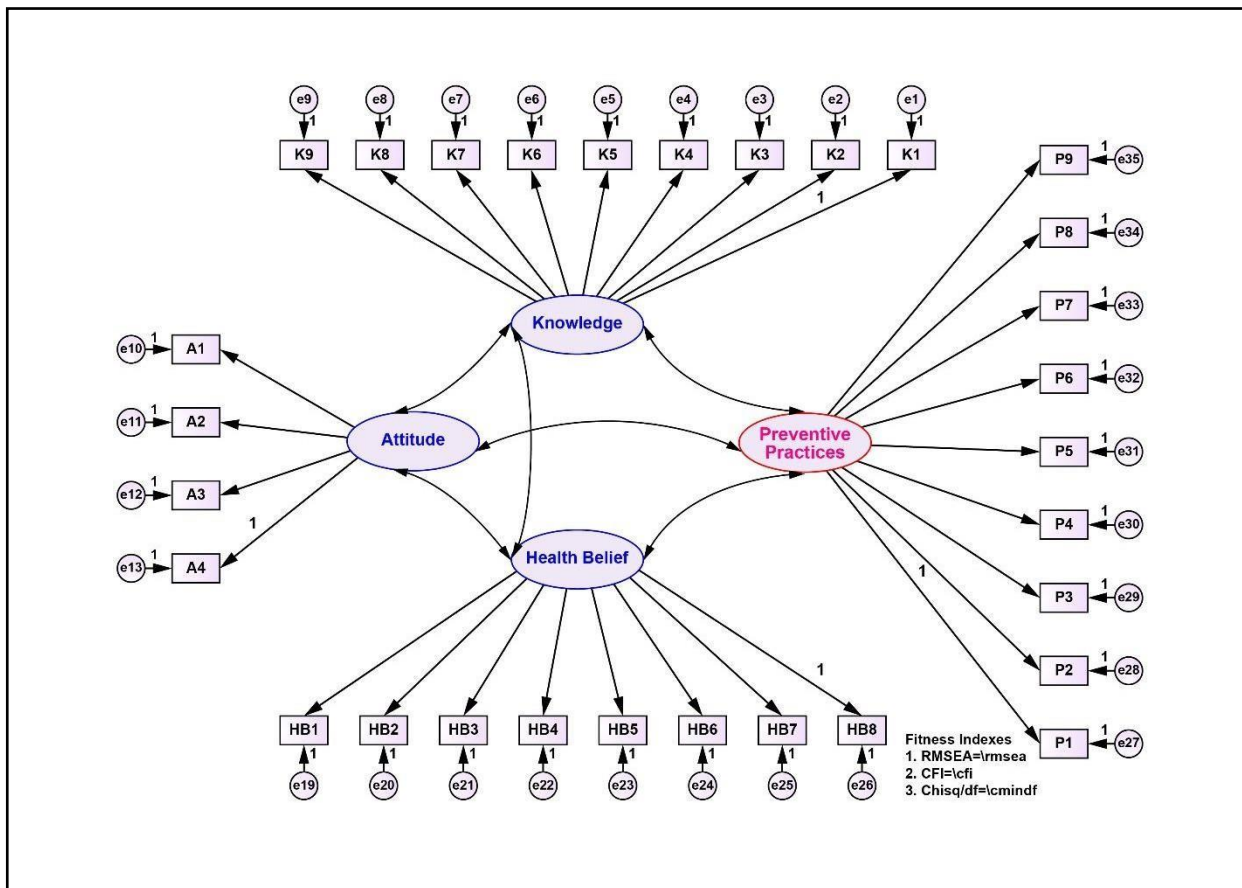 e9 e8 e7 e6 e5 e4 e3 e2 e1
1 1 1 1 1 1 1 1 1
K9 K8 K7 K6 K5 K4 K3 K2 K1
1
P9 1 e35
P8 1 e34
P7 1 e33
P6 1 e32
P5 1 e31
P4 1 e30
P3 1 e29
P2 1 e28
P1 1 e27
1
Knowledge
e10 1 A1
e11 1 A2
e12 1 A3
e13 1 A4
1
Attitude
Preventive
Practices
Health Belief
1
HB1 HB2 HB3 HB4 HB5 HB6 HB7 HB8
1 1 1 1 1 1 1 1
e19 e20 e21 e22 e23 e24 e25 e26
Fitness Indexes
1. RMSEA=\rmsea
2. CFI=\cfi
3. Chisq/df=\cmindf